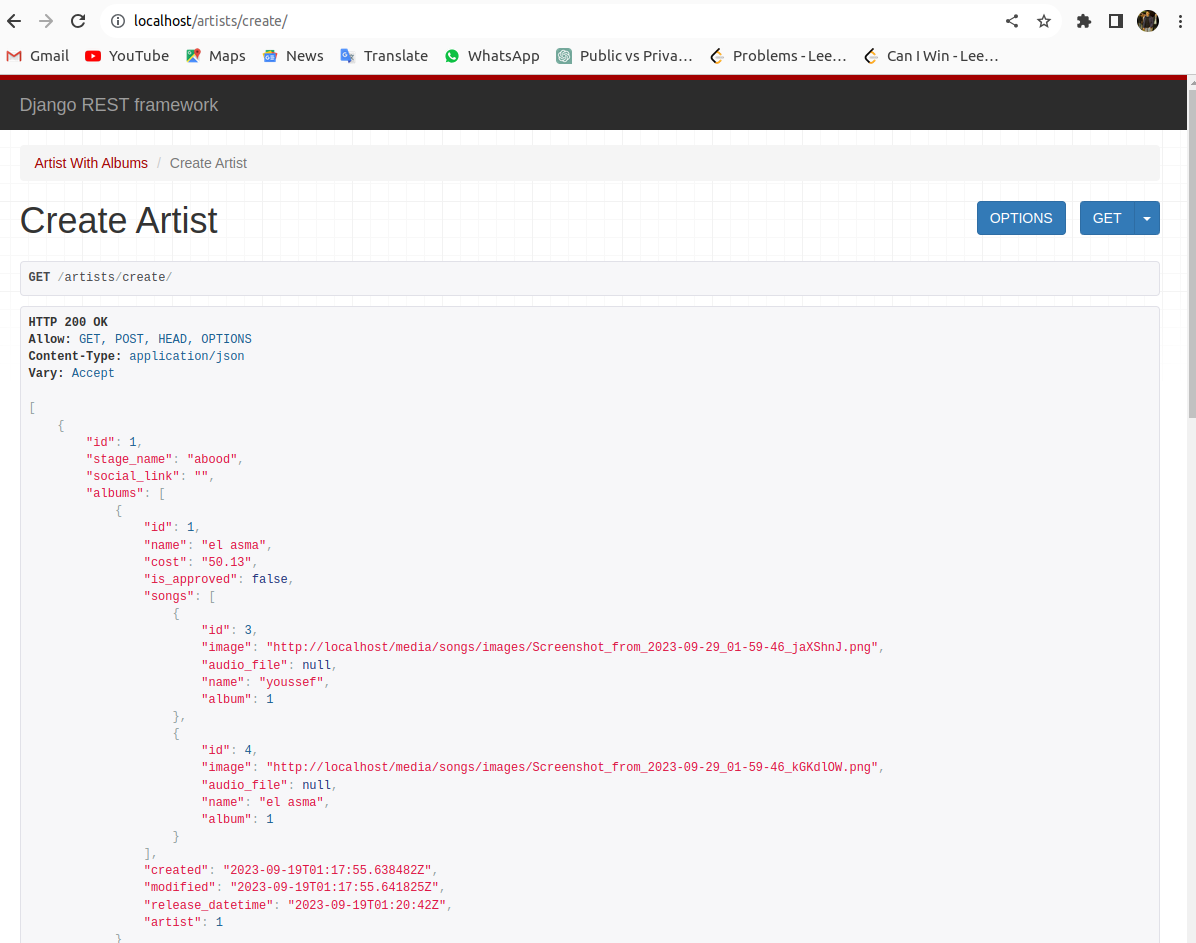 localhost/artists/create/
Gmail YouTube Maps News Translate WhatsApp Public vs Priva... Problems - Lee... Can I Win - Lee...
Django REST framework
Artist With Albums / Create Artist
Create Artist
OPTIONS GET
GET /artists/create/
HTTP 200 OK
Allow: GET, POST, HEAD, OPTIONS
Content-Type: application/json
Vary: Accept
[
    {
        "id": 1,
        "stage_name": "abood",
        "social_link": "",
        "albums": [
            {
                "id": 1,
                "name": "el asma",
                "cost": "50.13",
                "is_approved": false,
                "songs": [
                    {
                        "id": 3,
                        "image": "http://localhost/media/songs/images/Screenshot_from_2023-09-29_01-59-46_jaXShnJ.png",
                        "audio_file": null,
                        "name": "youssef",
                        "album": 1
                    },
                    {
                        "id": 4,
                        "image": "http://localhost/media/songs/images/Screenshot_from_2023-09-29_01-59-46_kGKdlOW.png",
                        "audio_file": null,
                        "name": "el asma",
                        "album": 1
                    }
                ],
                "created": "2023-09-19T01:17:55.638482Z",
                "modified": "2023-09-19T01:17:55.641825Z",
                "release_datetime": "2023-09-19T01:20:42Z",
                "artist": 1
            }